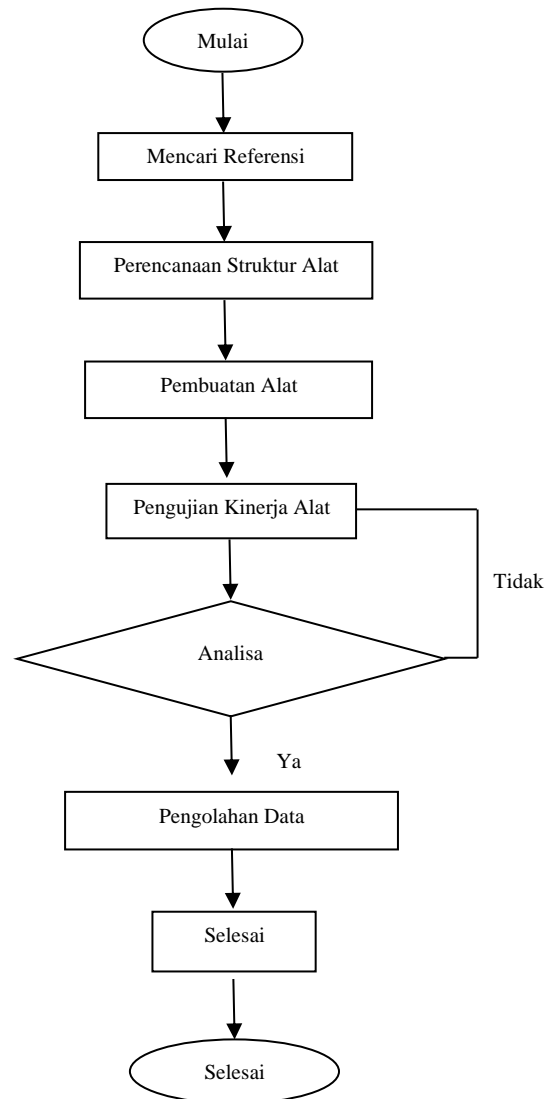 Mulai
Mencari Referensi
Perencanaan Struktur Alat
Pembuatan Alat
Pengujian Kinerja Alat
Tidak
Analisa
Ya
Pengolahan Data
Selesai
Selesai